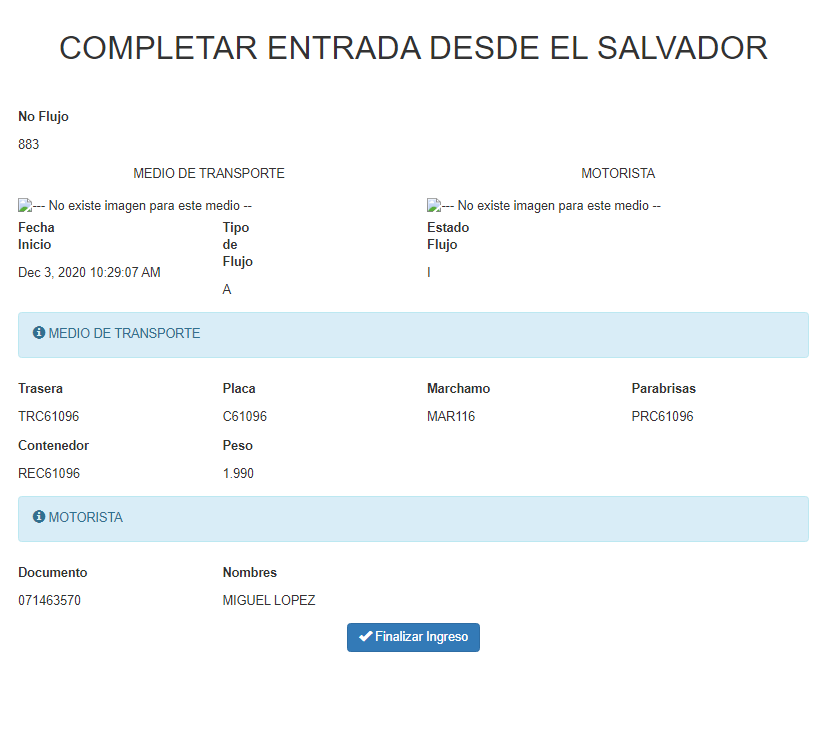 COMPLETAR ENTRADA DESDE EL SALVADOR
No Flujo
883
MEDIO DE TRANSPORTE
MOTORISTA
--- No existe imagen para este medio --
--- No existe imagen para este medio --
Fecha
Inicio
Dec 3, 2020 10:29:07 AM
Tipo
de
Flujo
A
Estado
Flujo
I
MEDIO DE TRANSPORTE
Trasera
TRC61096
Placa
C61096
Marchamo
MAR116
Parabrisas
PRC61096
Contenedor
REC61096
Peso
1.990
MOTORISTA
Documento
071463570
Nombres
MIGUEL LOPEZ
Finalizar Ingreso